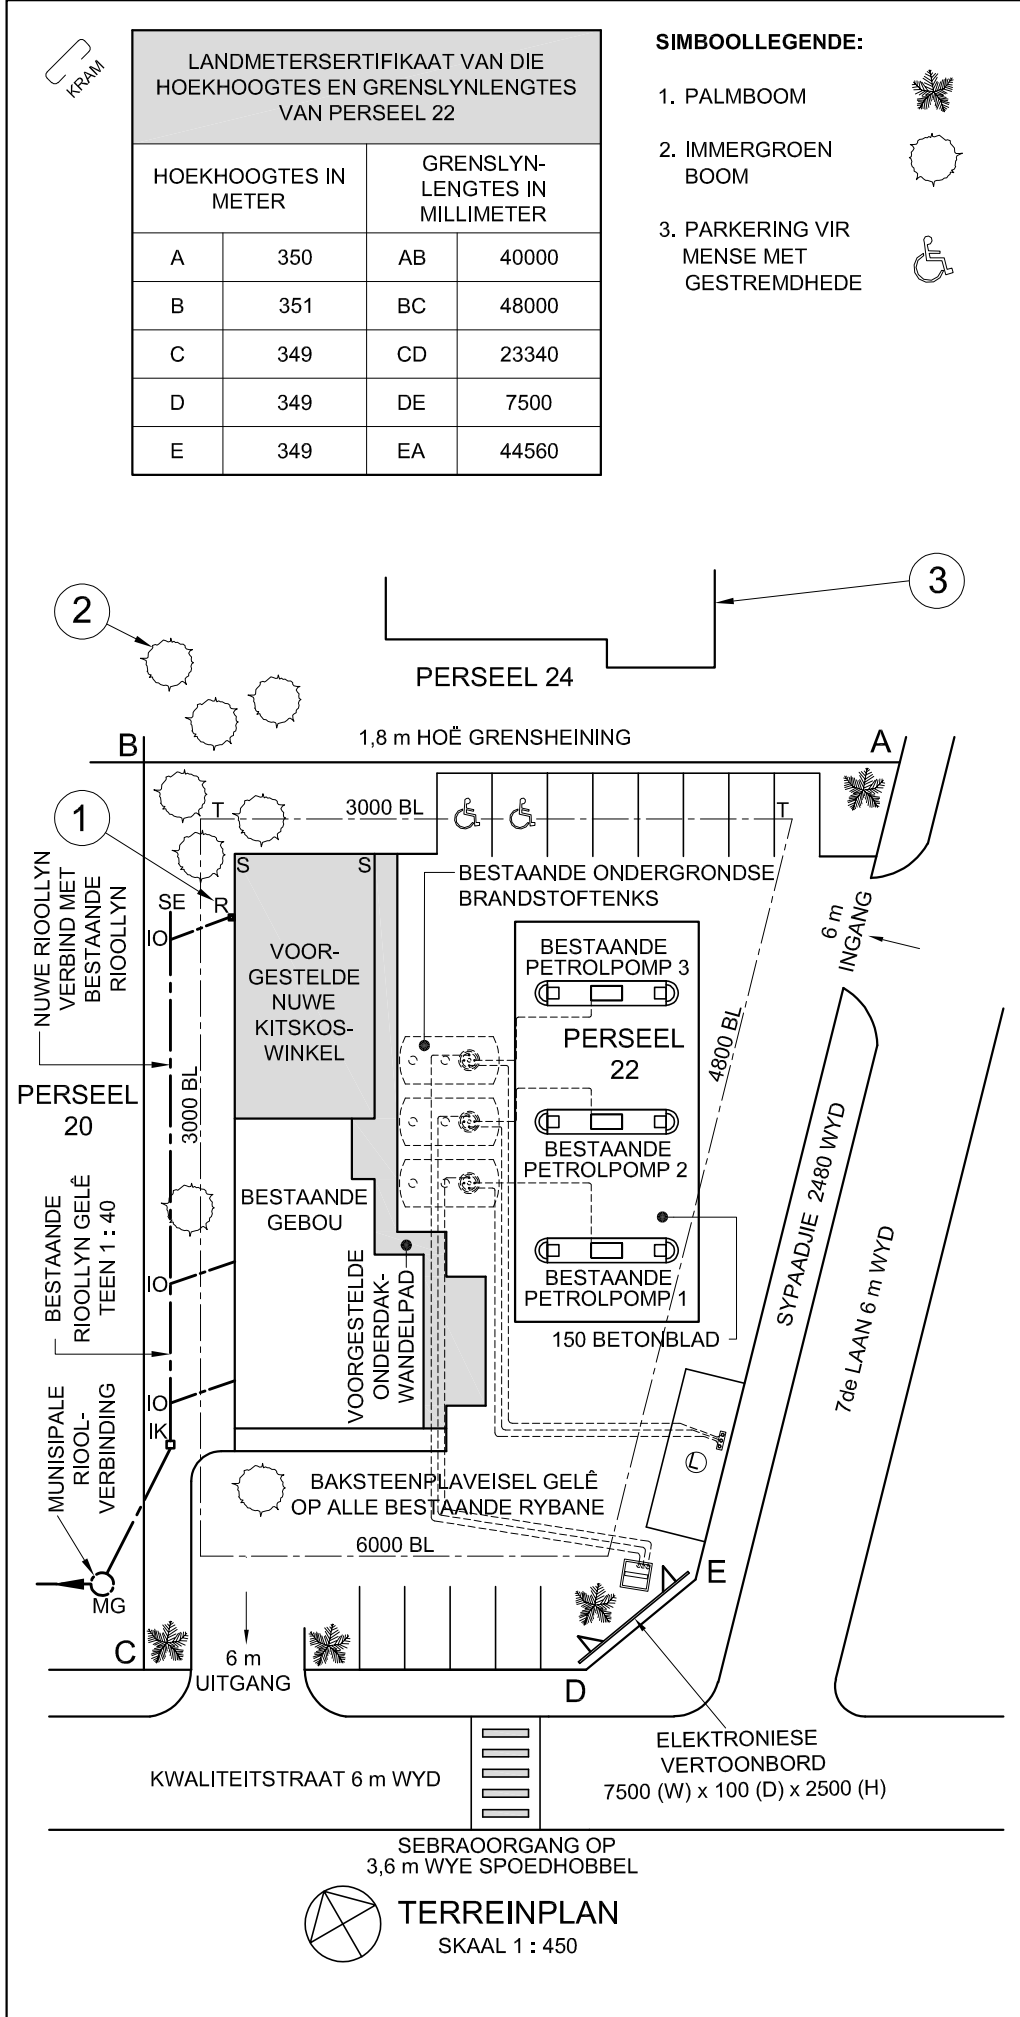 KRAM
LANDMETERSERTIFIKAAT VAN DIE
HOEKHOOGTES EN GRENSLYNLENGTES
VAN PERSEEL 22
HOEKHOOGTES IN
METER
GRENSLYN-
LENGTES IN
MILLIMETER
A 350 AB 40000
B 351 BC 48000
C 349 CD 23340
D 349 DE 7500
E 349 EA 44560
SIMBOOLLEGENDE:
1. PALMBOOM
2. IMMERGROEN
BOOM
3. PARKERING VIR
MENSE MET
GESTREMDHEDE
3
2
PERSEEL 24
1,8 m HOË GRENSHEINING
B
A
1
T
3000 BL
T
S
S
BESTAANDE ONDERGRONDSE
BRANDSTOFTENKS
SE
R
IO
NUWE RIOOLLYN
VERBIND MET
BESTAANDE
RIOOLLYN
VOOR-
GESTELDE
NUWE
KITSKOS-
WINKEL
6 m
INGANG
BESTAANDE
PETROLPOMP 3
PERSEEL
22
4800 BL
3000 BL
PERSEEL
20
BESTAANDE
PETROLPOMP 2
BESTAANDE
GEBOU
SYPAADJIE 2480 WYD
7de LAAN 6 m WYD
BESTAANDE
RIOOLLYN GELÊ
TEEN 1 : 40
IO
VOORGESTELDE
ONDERDAK-
WANDELPAD
BESTAANDE
PETROLPOMP 1
150 BETONBLAD
MUNISIPALE
RIOOL-
VERBINDING
IO
IK
L
BAKSTEENPLAVEISEL GELÊ
OP ALLE BESTAANDE RYBANE
6000 BL
E
MG
C
6 m
UITGANG
D
ELEKTRONIESE
VERTOONBORD
7500 (W) x 100 (D) x 2500 (H)
KWALITEITSTRAAT 6 m WYD
SEBRAOORGANG OP
3,6 m WYE SPOEDHOBBEL
TERREINPLAN
SKAAL 1 : 450